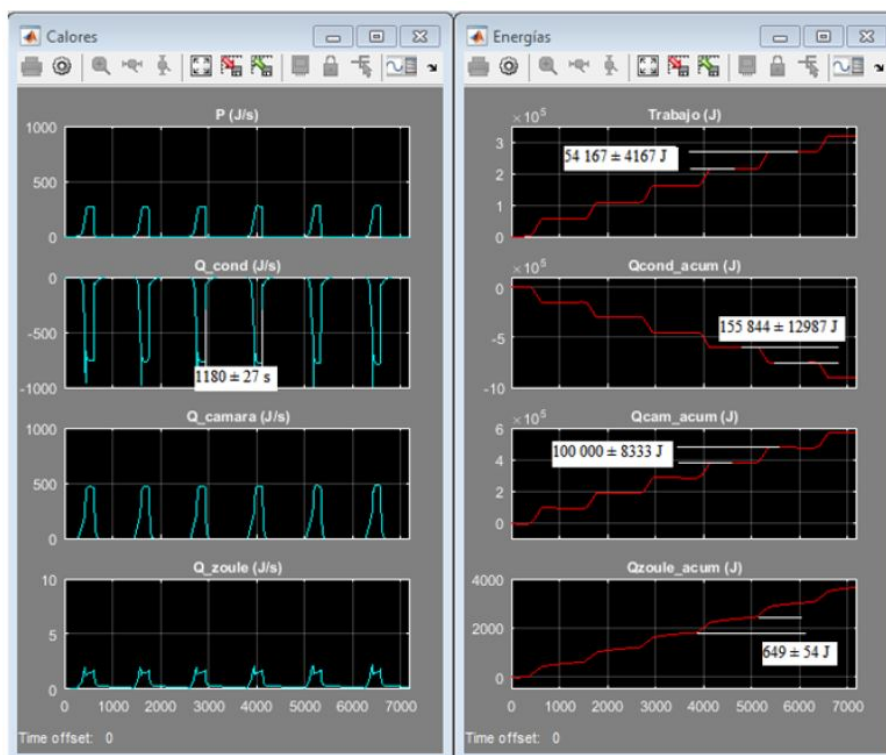 Calores
P (J/s)
1000
500
0
Q_cond (J/s)
0
-500
-1000
1180 ± 27 s
Q_camara (J/s)
1000
500
0
Q_zoule (J/s)
10
5
0
0 1000 2000 3000 4000 5000 6000 7000
Time offset: 0
Energías
×10⁵ Trabajo (J)
3
2
1
0
54 167 ± 4167 J
×10⁵ Qcond_acum (J)
0
-5
-10
155 844 ± 12987 J
×10⁵ Qcam_acum (J)
6
4
2
0
100 000 ± 8333 J
Qzoule_acum (J)
4000
2000
0
649 ± 54 J
0 1000 2000 3000 4000 5000 6000 7000
Time offset: 0